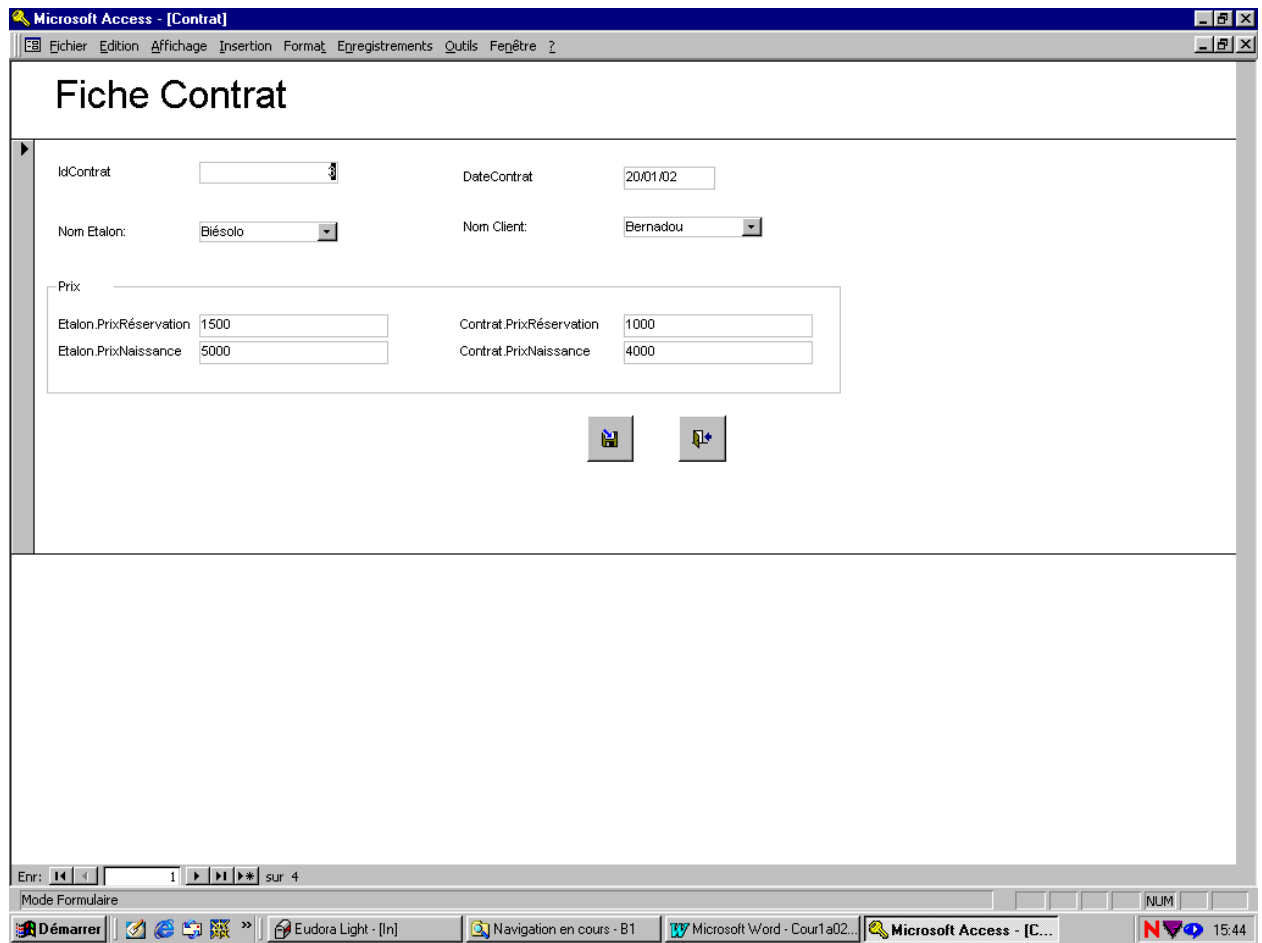 Microsoft Access - [Contrat]
Fichier Edition Affichage Insertion Format Enregistrements Outils Fenêtre ?
Fiche Contrat
IdContrat 3 DateContrat 20/01/02
Nom Etalon: Biésolo Nom Client: Bernadou
Prix
Etalon.PrixRéservation 1500 Contrat.PrixRéservation 1000
Etalon.PrixNaissance 5000 Contrat.PrixNaissance 4000
Enr: 1 sur 4
Mode Formulaire NUM
Démarrer » Eudora Light - [In] Navigation en cours - B1 Microsoft Word - Cour1a02... Microsoft Access - [C... N 15:44